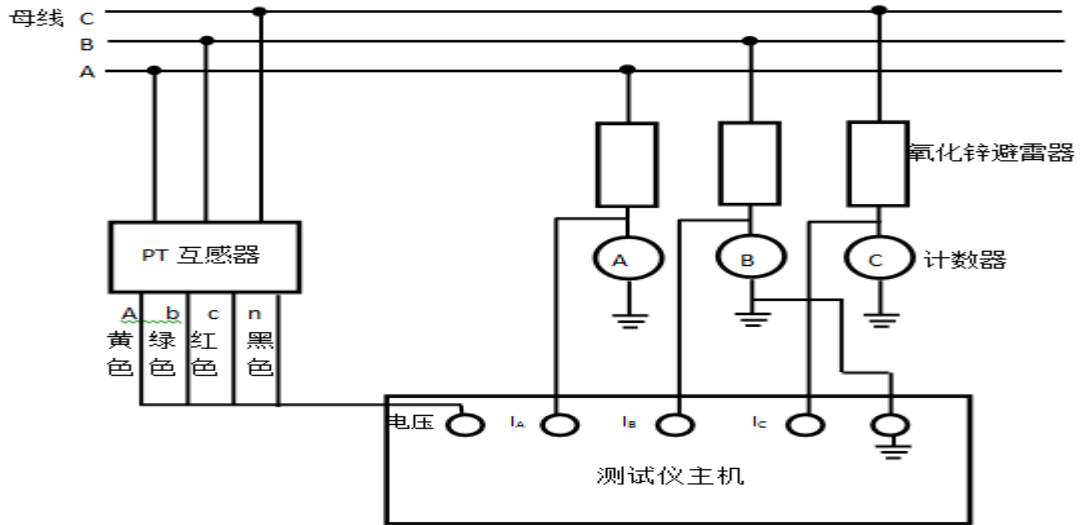 母线 C
B
A
氧化锌避雷器
PT 互感器
A B C 计数器
A b c n
黄色 绿色 红色 黑色
电压 IA IB IC
测试仪主机